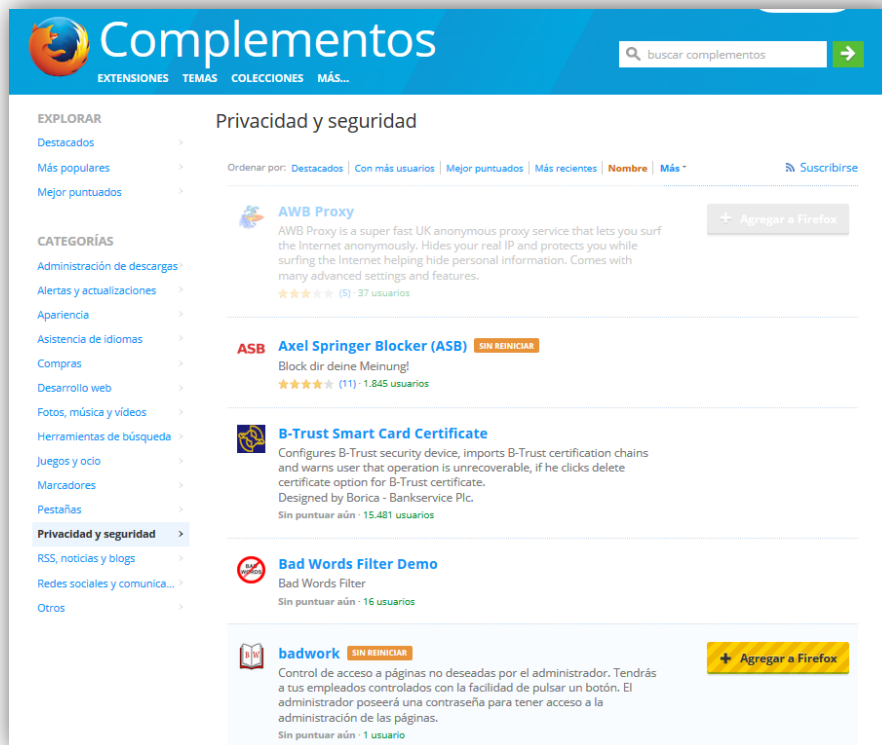 Complementos
EXTENSIONES TEMAS COLECCIONES MÁS...
buscar complementos
EXPLORAR
Destacados
Más populares
Mejor puntuados
CATEGORÍAS
Administración de descargas
Alertas y actualizaciones
Apariencia
Asistencia de idiomas
Compras
Desarrollo web
Fotos, música y vídeos
Herramientas de búsqueda
Juegos y ocio
Marcadores
Pestañas
Privacidad y seguridad
RSS, noticias y blogs
Redes sociales y comunica...
Otros
Privacidad y seguridad
Ordenar por: Destacados | Con más usuarios | Mejor puntuados | Más recientes | Nombre | Más
Suscribirse
AWB Proxy
Agregar a Firefox
AWB Proxy is a super fast UK anonymous proxy service that lets you surf
the Internet anonymously. Hides your real IP and protects you while
surfing the Internet helping hide personal information. Comes with
many advanced settings and features.
(5) · 37 usuarios
ASB
Axel Springer Blocker (ASB) SIN REINICIAR
Block dir deine Meinung!
(11) · 1.845 usuarios
B-Trust Smart Card Certificate
Configures B-Trust security device, imports B-Trust certification chains
and warns user that operation is unrecoverable, if he clicks delete
certificate option for B-Trust certificate.
Designed by Borica - Bankservice Plc.
Sin puntuar aún · 15.481 usuarios
BAD WORDS
Bad Words Filter Demo
Bad Words Filter
Sin puntuar aún · 16 usuarios
B W
badwork SIN REINICIAR
Agregar a Firefox
Control de acceso a páginas no deseadas por el administrador. Tendrás
a tus empleados controlados con la facilidad de pulsar un botón. El
administrador poseerá una contraseña para tener acceso a la
administración de las páginas.
Sin puntuar aún · 1 usuario